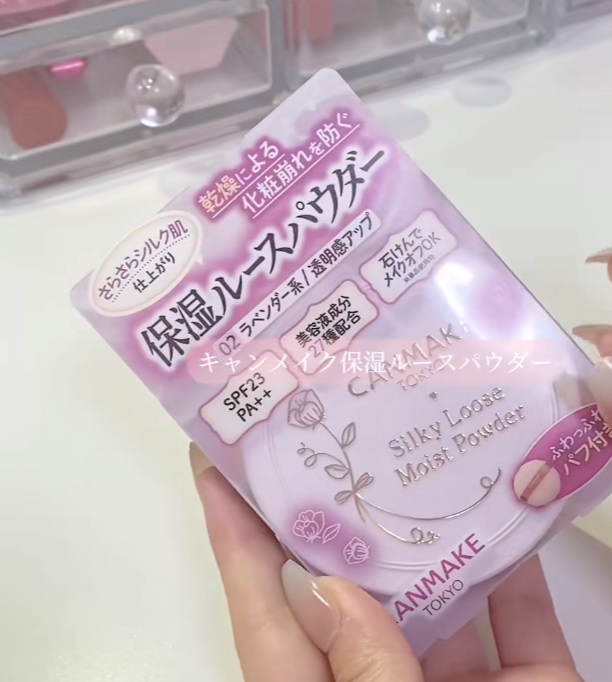 乾燥による
化粧崩れを防ぐ
さらさらシルク肌
仕上がり
保湿ルースパウダー
02 ラベンダー系/透明感アップ
石けんで
メイクオフOK
美容液成分
27種配合
SPF23
PA++
キャンメイク保湿ルースパウダー
CANMAKE
TOKYO
Silky Loose
Moist Powder
ふわっふわ
パフ付き
CANMAKE
TOKYO